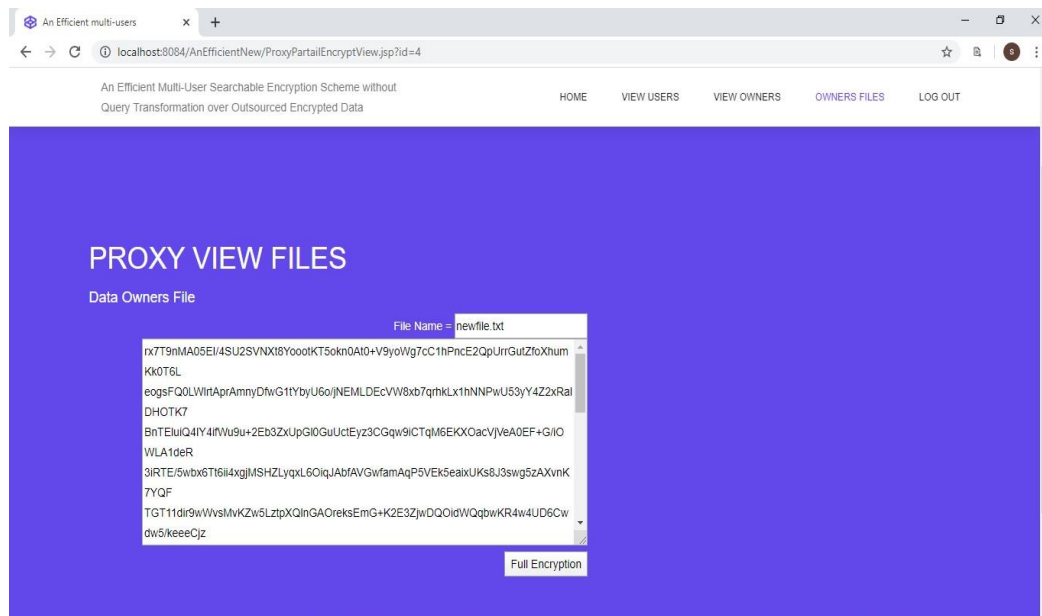 An Efficient multi-users
localhost:8084/AnEfficientNew/ProxyPartailEncryptView.jsp?id=4
S
An Efficient Multi-User Searchable Encryption Scheme without
Query Transformation over Outsourced Encrypted Data
HOME VIEW USERS VIEW OWNERS OWNERS FILES LOG OUT
PROXY VIEW FILES
Data Owners File
File Name = newfile.txt
rx7T9nMA05EI/4SU2SVNXt8YoootKT5okn0At0+V9yoWg7cC1hPncE2QpUrrGutZfoXhum
Kk0T6L
eogsFQ0LWIrtAprAmnyDfwG1tYbyU6o/jNEMLDEcVW8xb7qrhkLx1hNNPwU53yY4Z2xRaI
DHOTK7
BnTEluiQ4IY4ifWu9u+2Eb3ZxUpGl0GuUctEyz3CGqw9iCTqM6EKXOacVjVeA0EF+G/iO
WLA1deR
3iRTE/5wbx6Tt6ii4xgjMSHZLyqxL6OiqJAbfAVGwfamAqP5VEk5eaixUKs8J3swg5zAXvnK
7YQF
TGT11dir9wWvsMvKZw5LztpXQInGAOreksEmG+K2E3ZjwDQOidWQqbwKR4w4UD6Cw
dw5/keeeCjz
Full Encryption